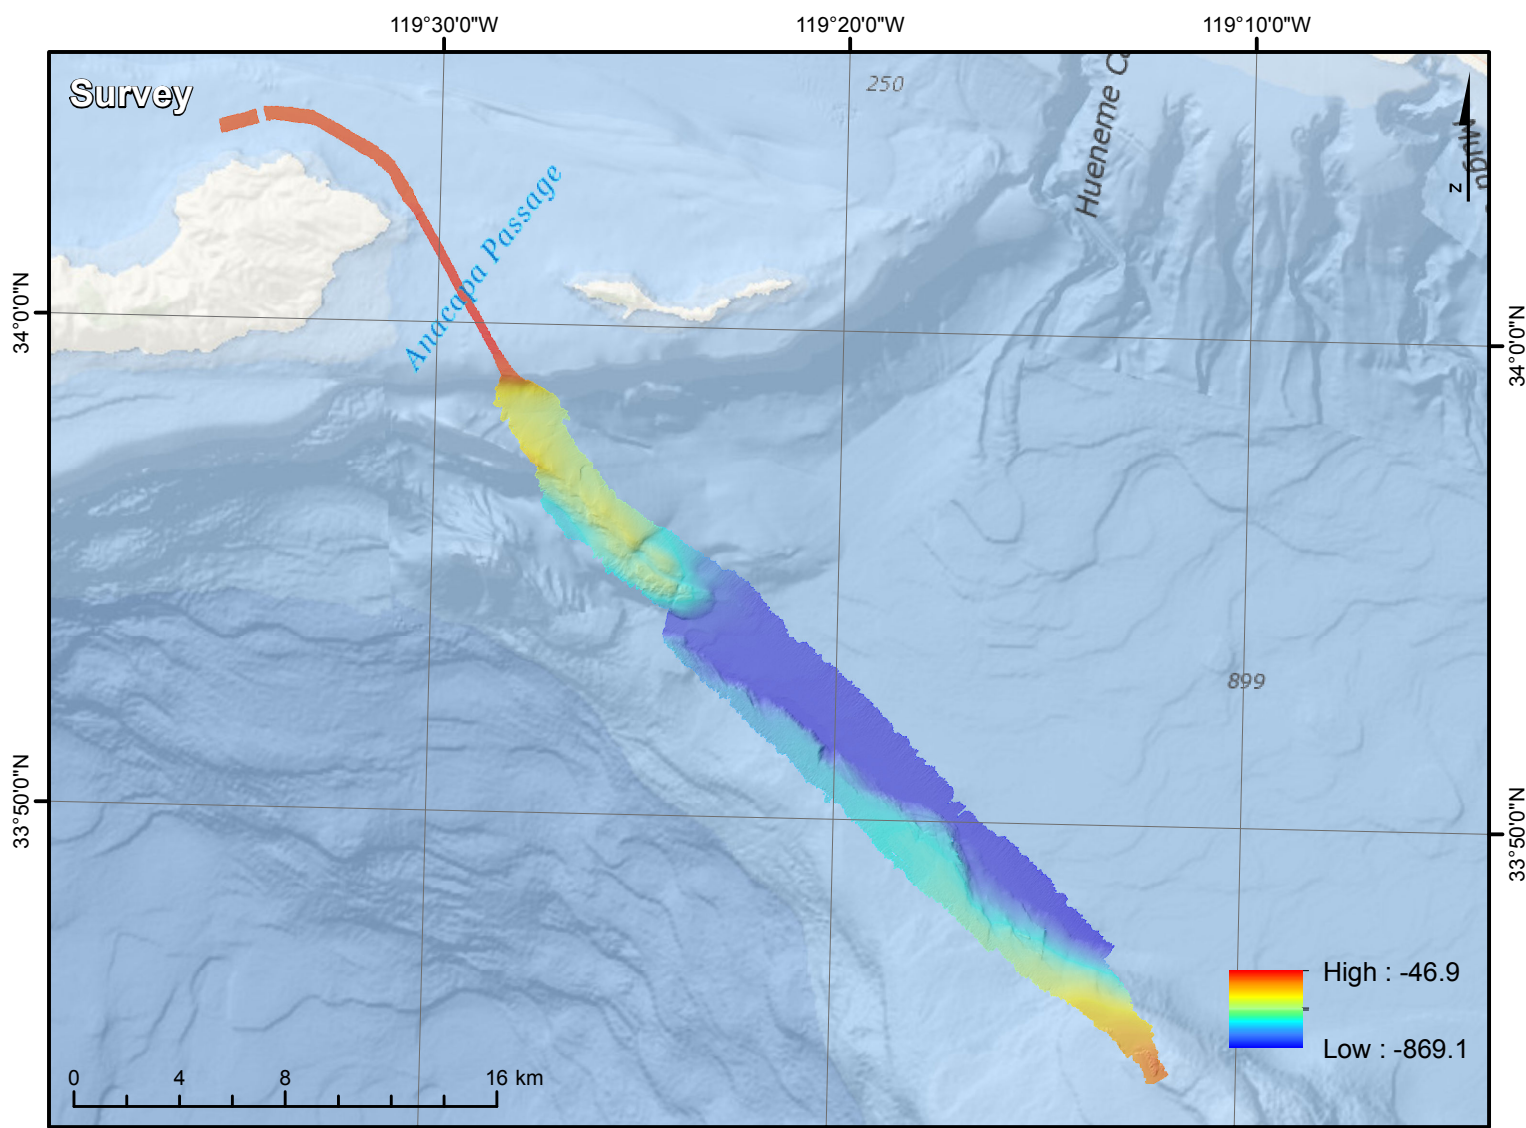 119°30'0"W
119°20'0"W
119°10'0"W
Survey
250
Hueneme C
Mugu
N
Anacapa Passage
34°0'0"N
34°0'0"N
899
33°50'0"N
33°50'0"N
High : -46.9
Low : -869.1
0 4 8 16 km